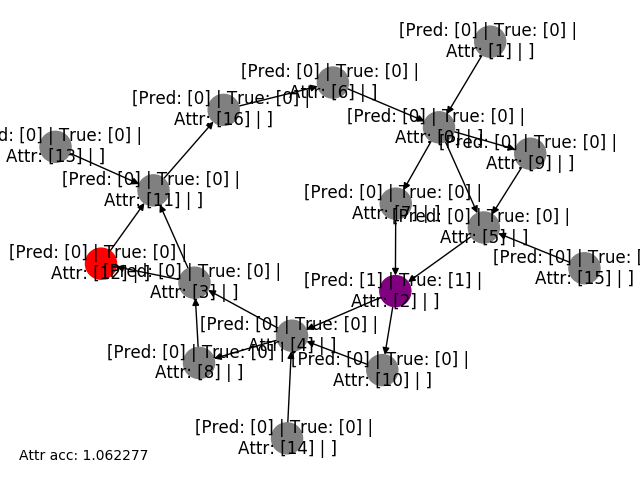 [Pred: [0] | True: [0] |
Attr: [1] | ]
[Pred: [0] | True: [0] |
Attr: [6] | ]
[Pred: [0] | True: [0] |
Attr: [16] | ]
[Pred: [0] | True: [0] |
Attr: [0] | ]
d: [0] | True: [0] |
Attr: [13] | ]
[Pred: [0] | True: [0] |
Attr: [9] | ]
[Pred: [0] | True: [0] |
Attr: [11] | ]
[Pred: [0] | True: [0] |
Attr: [7] | ]
[Pred: [0] | True: [0] |
Attr: [5] | ]
[Pred: [0] | True: [0] |
Attr: [12] | ]
[Pred: [0] | True: [
Attr: [15] | ]
[Pred: [0] | True: [0] |
Attr: [3] | ]
[Pred: [1] | True: [1] |
Attr: [2] | ]
[Pred: [0] | True: [0] |
Attr: [4] | ]
[Pred: [0] | True: [0] |
Attr: [8] | ]
[Pred: [0] | True: [0] |
Attr: [10] | ]
[Pred: [0] | True: [0] |
Attr: [14] | ]
Attr acc: 1.062277